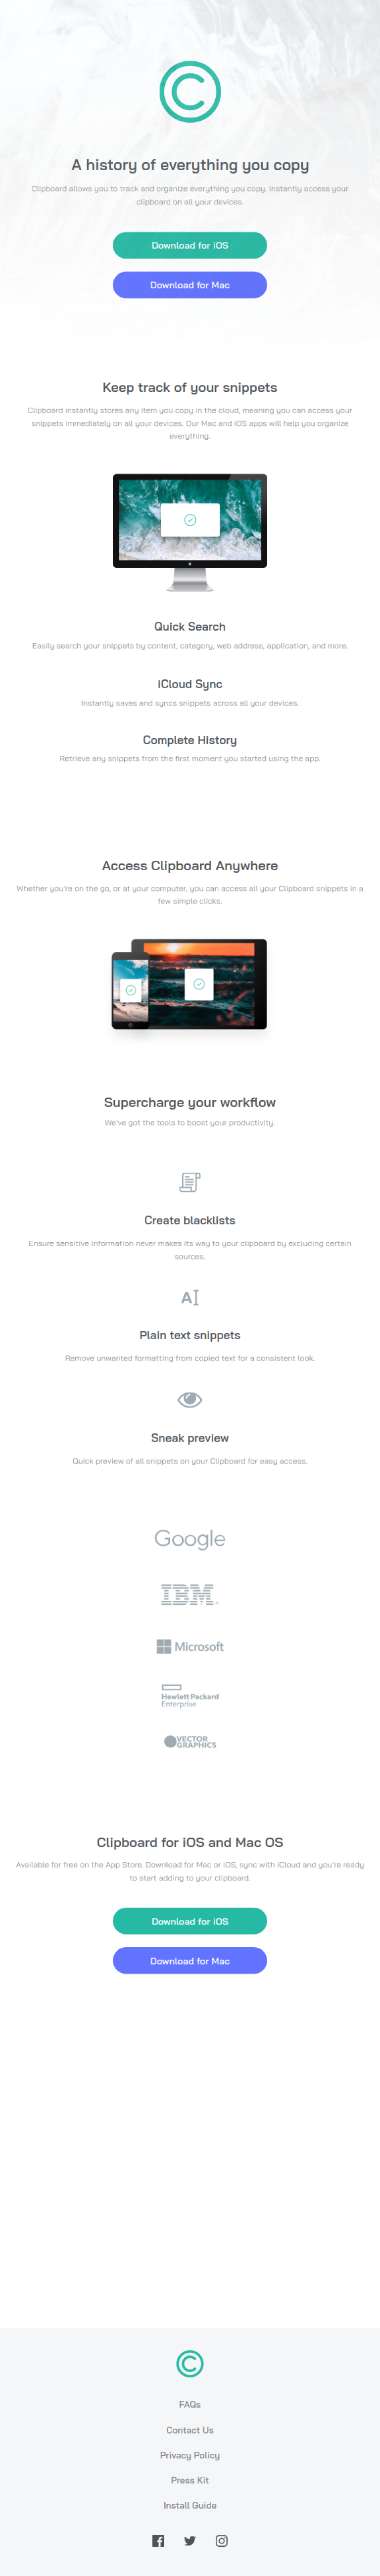 A history of everything you copy
Clipboard allows you to track and organize everything you copy. Instantly access your
clipboard on all your devices.
Download for iOS
Download for Mac
Keep track of your snippets
Clipboard instantly stores any item you copy in the cloud, meaning you can access your
snippets immediately on all your devices. Our Mac and iOS apps will help you organize
everything.
Quick Search
Easily search your snippets by content, category, web address, application, and more.
iCloud Sync
Instantly saves and syncs snippets across all your devices.
Complete History
Retrieve any snippets from the first moment you started using the app.
Access Clipboard Anywhere
Whether you're on the go, or at your computer, you can access all your Clipboard snippets in a
few simple clicks.
Supercharge your workflow
We've got the tools to boost your productivity.
Create blacklists
Ensure sensitive information never makes its way to your clipboard by excluding certain
sources.
A
Plain text snippets
Remove unwanted formatting from copied text for a consistent look.
Sneak preview
Quick preview of all snippets on your Clipboard for easy access.
Google
IBM
Microsoft
Hewlett Packard
Enterprise
VECTOR
GRAPHICS
Clipboard for iOS and Mac OS
Available for free on the App Store. Download for Mac or iOS, sync with iCloud and you're ready
to start adding to your clipboard.
Download for iOS
Download for Mac
FAQs
Contact Us
Privacy Policy
Press Kit
Install Guide